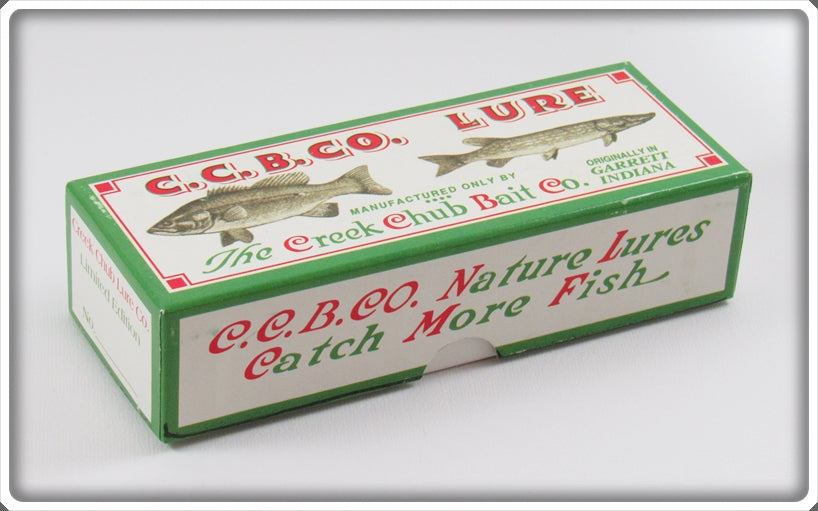 C.C.B.CO. LURE
MANUFACTURED ONLY BY
The Creek Chub Bait Co.
ORIGINALLY IN
GARRETT
INDIANA
C.C.B.CO. Nature Lures
Catch More Fish
Creek Chub Lure Co.
Limited Edition
No.